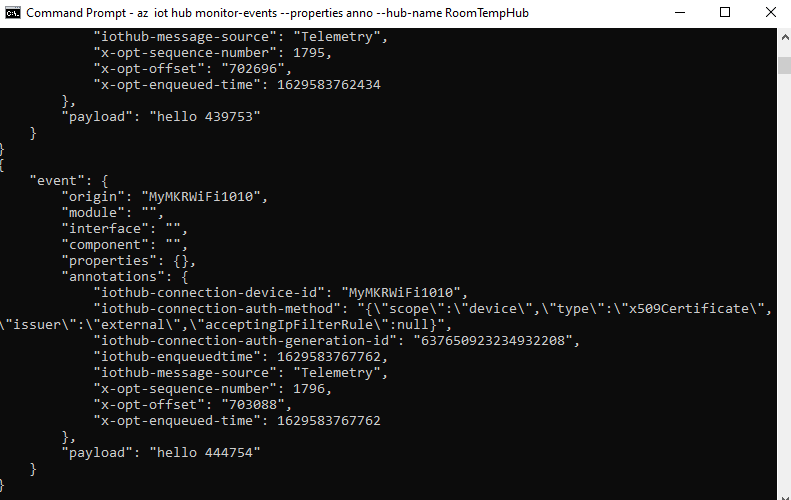 Command Prompt - az  iot hub monitor-events --properties anno --hub-name RoomTempHub
"iothub-message-source": "Telemetry",
"x-opt-sequence-number": 1795,
"x-opt-offset": "702696",
"x-opt-enqueued-time": 1629583762434
},
"payload": "hello 439753"
}
}
{
"event": {
"origin": "MyMKRWiFi1010",
"module": "",
"interface": "",
"component": "",
"properties": {},
"annotations": {
"iothub-connection-device-id": "MyMKRWiFi1010",
"iothub-connection-auth-method": "{\"scope\":\"device\",\"type\":\"x509Certificate\",
\"issuer\":\"external\",\"acceptingIpFilterRule\":null}",
"iothub-connection-auth-generation-id": "637650923234932208",
"iothub-enqueuedtime": 1629583767762,
"iothub-message-source": "Telemetry",
"x-opt-sequence-number": 1796,
"x-opt-offset": "703088",
"x-opt-enqueued-time": 1629583767762
},
"payload": "hello 444754"
}
}